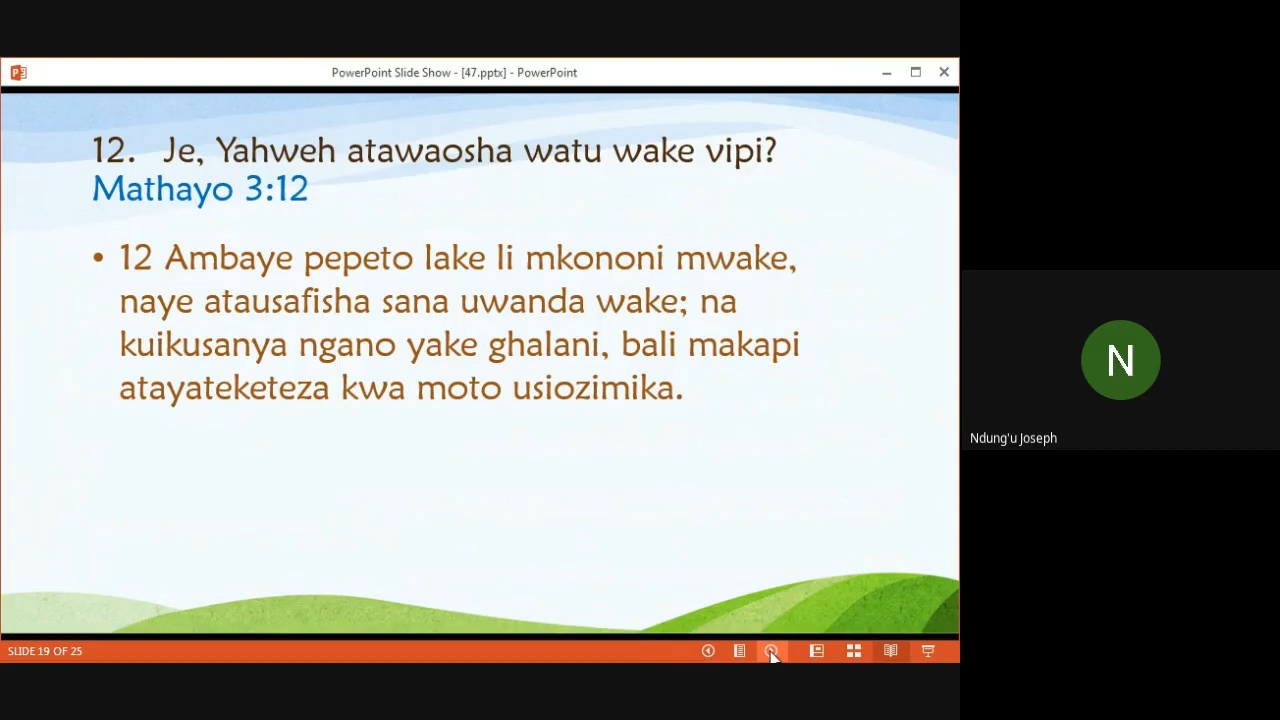 PowerPoint Slide Show - [47.pptx] - PowerPoint
12. Je, Yahweh atawaosha watu wake vipi?
Mathayo 3:12
• 12 Ambaye pepeto lake li mkononi mwake,
naye atausafisha sana uwanda wake; na
kuikusanya ngano yake ghalani, bali makapi
atayateketeza kwa moto usiozimika.
SLIDE 19 OF 25
N
Ndung'u Joseph